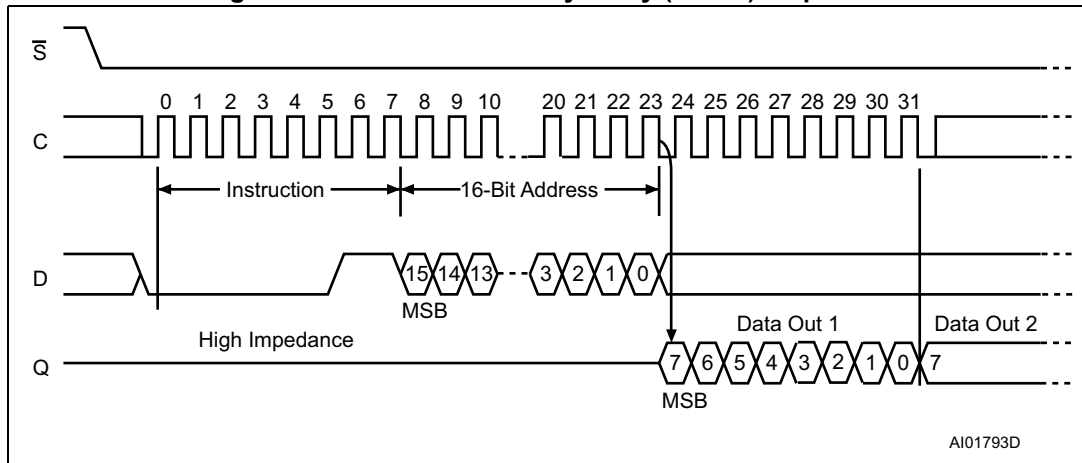 S
0 1 2 3 4 5 6 7 8 9 10 20 21 22 23 24 25 26 27 28 29 30 31
C
Instruction 16-Bit Address
D
15 14 13 3 2 1 0
MSB
High Impedance Data Out 1 Data Out 2
Q
7 6 5 4 3 2 1 0 7
MSB
AI01793D